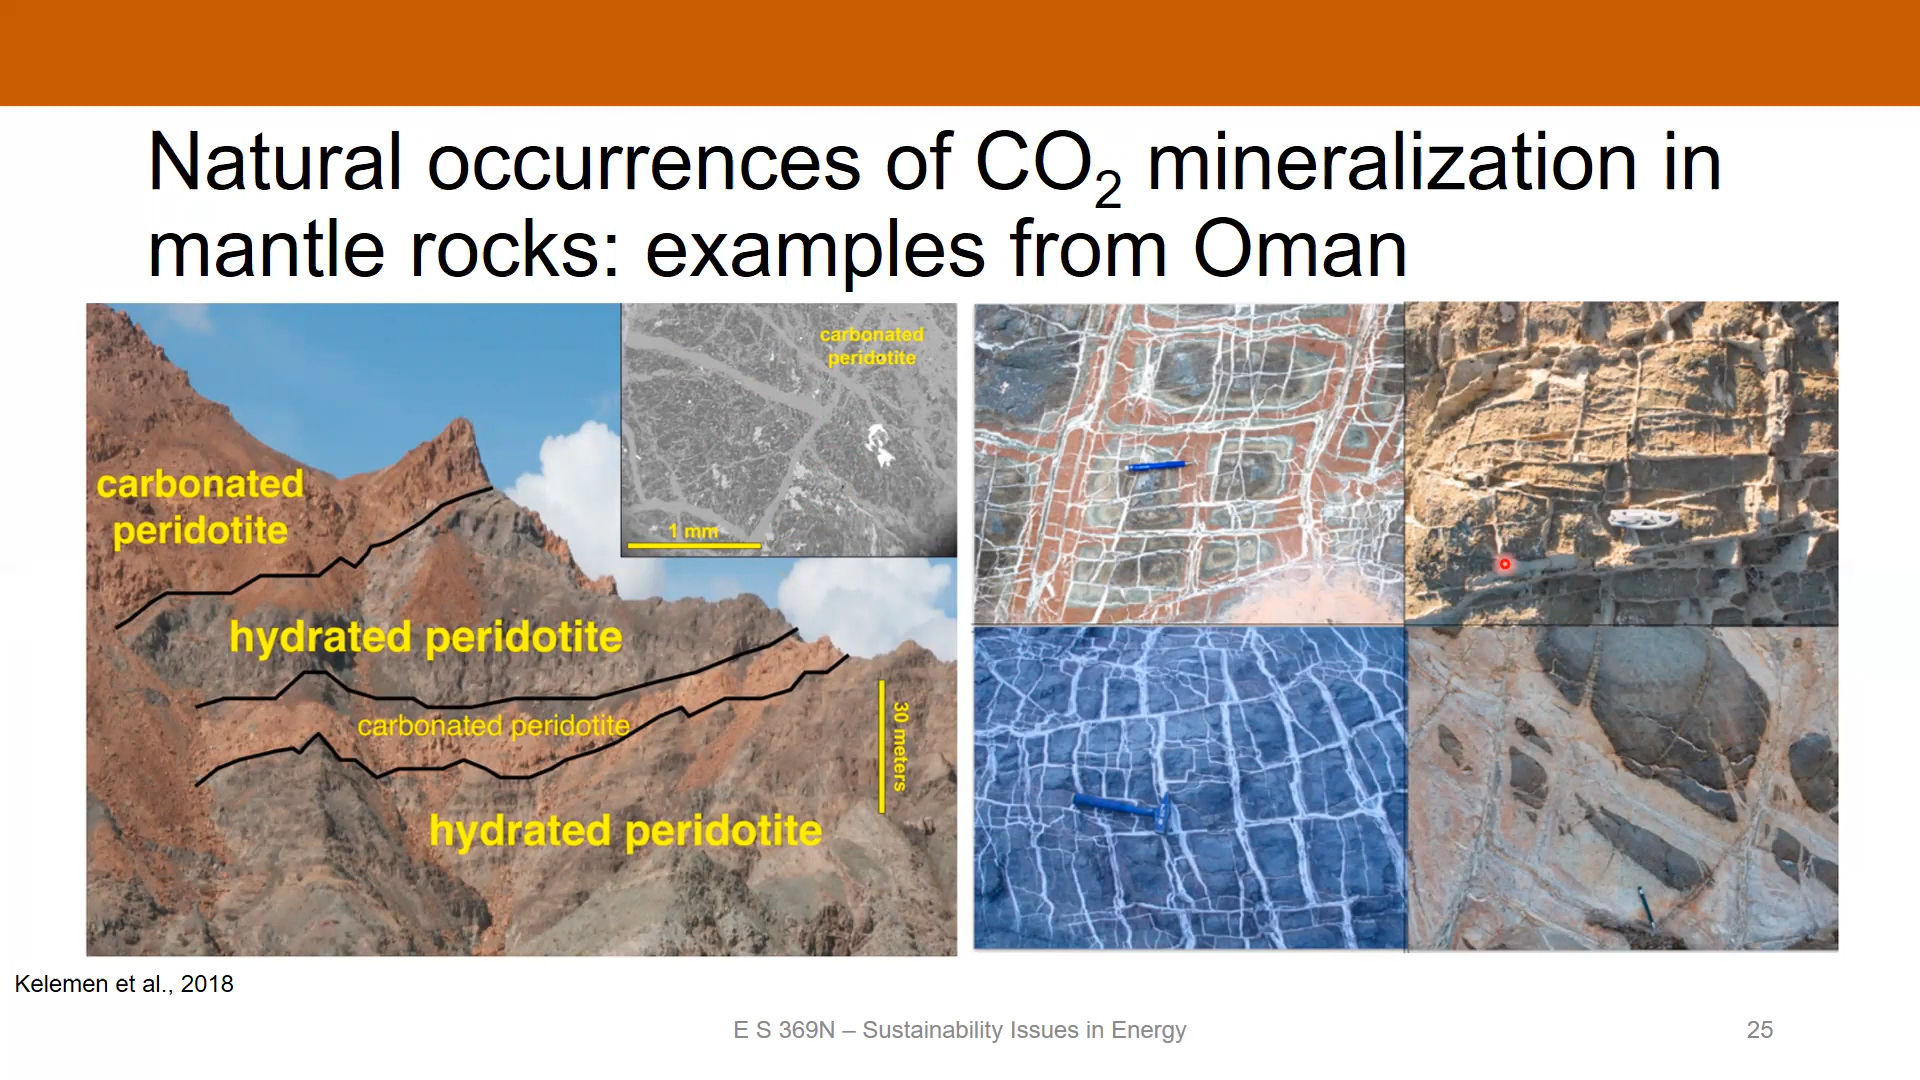 Natural occurrences of CO2 mineralization in
mantle rocks: examples from Oman
carbonated
peridotite
carbonated
peridotite
1 mm
hydrated peridotite
carbonated peridotite
30 meters
hydrated peridotite
Kelemen et al., 2018
E S 369N – Sustainability Issues in Energy
25